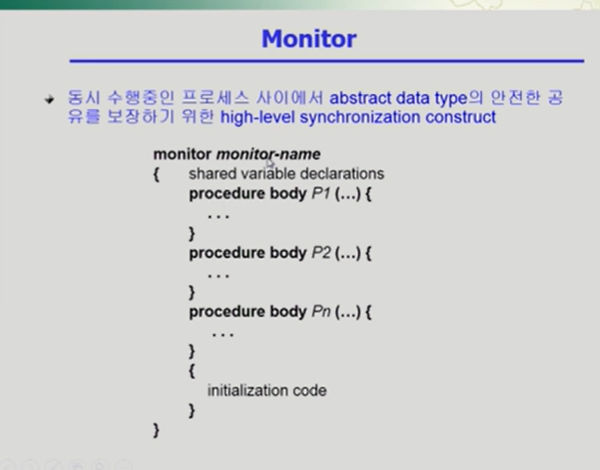 Monitor
동시 수행중인 프로세스 사이에서 abstract data type의 안전한 공
유를 보장하기 위한 high-level synchronization construct
monitor monitor-name
{ shared variable declarations
procedure body P1 (...) {
...
}
procedure body P2 (...) {
...
}
procedure body Pn (...) {
...
}
{
initialization code
}
}